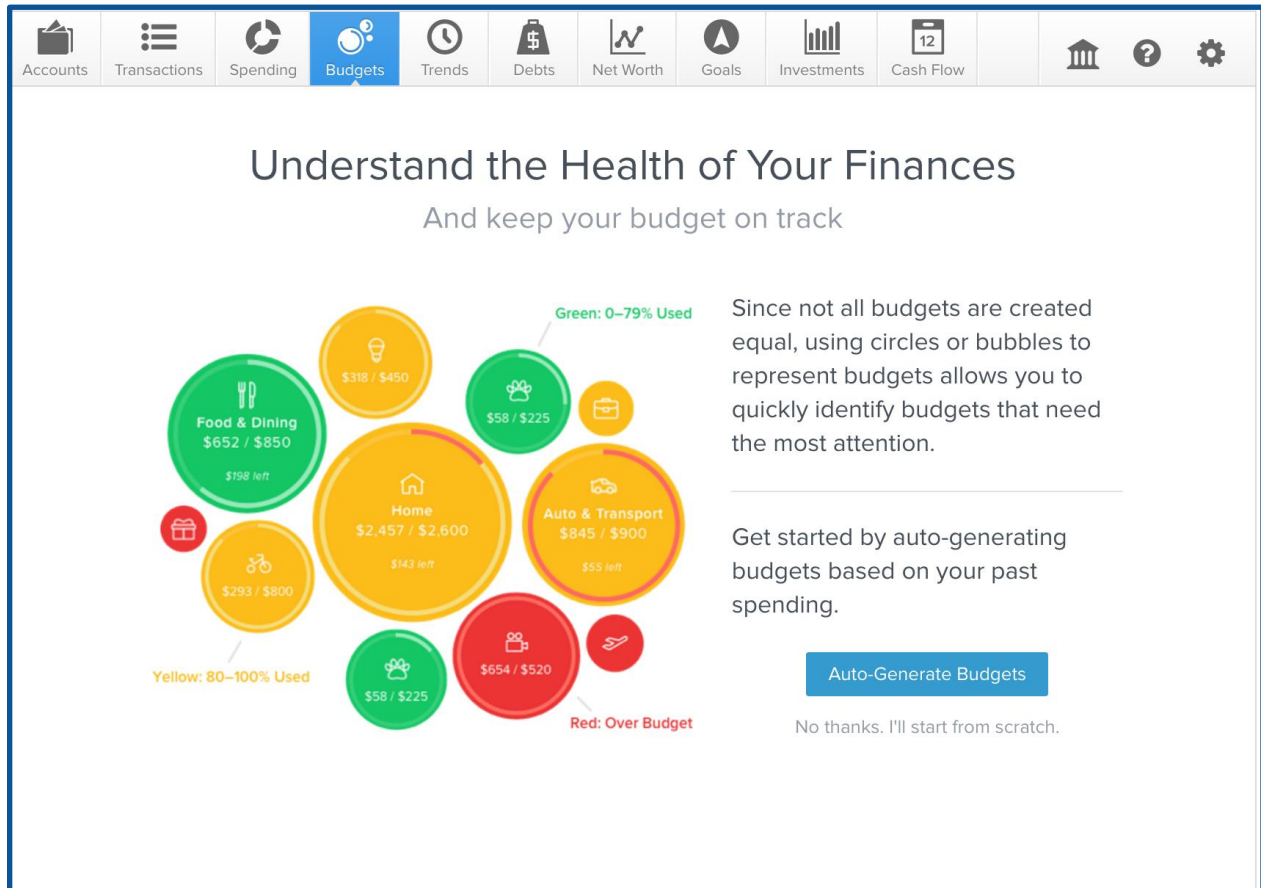 Accounts Transactions Spending Budgets Trends Debts Net Worth Goals Investments 12 Cash Flow
Understand the Health of Your Finances
And keep your budget on track
Green: 0–79% Used
$318 / $450
$58 / $225
Food & Dining
$652 / $850
$198 left
Home
$2,457 / $2,600
$143 left
Auto & Transport
$845 / $900
$55 left
$293 / $800
$654 / $520
$58 / $225
Yellow: 80–100% Used
Red: Over Budget
Since not all budgets are created
equal, using circles or bubbles to
represent budgets allows you to
quickly identify budgets that need
the most attention.
Get started by auto-generating
budgets based on your past
spending.
Auto-Generate Budgets
No thanks. I'll start from scratch.